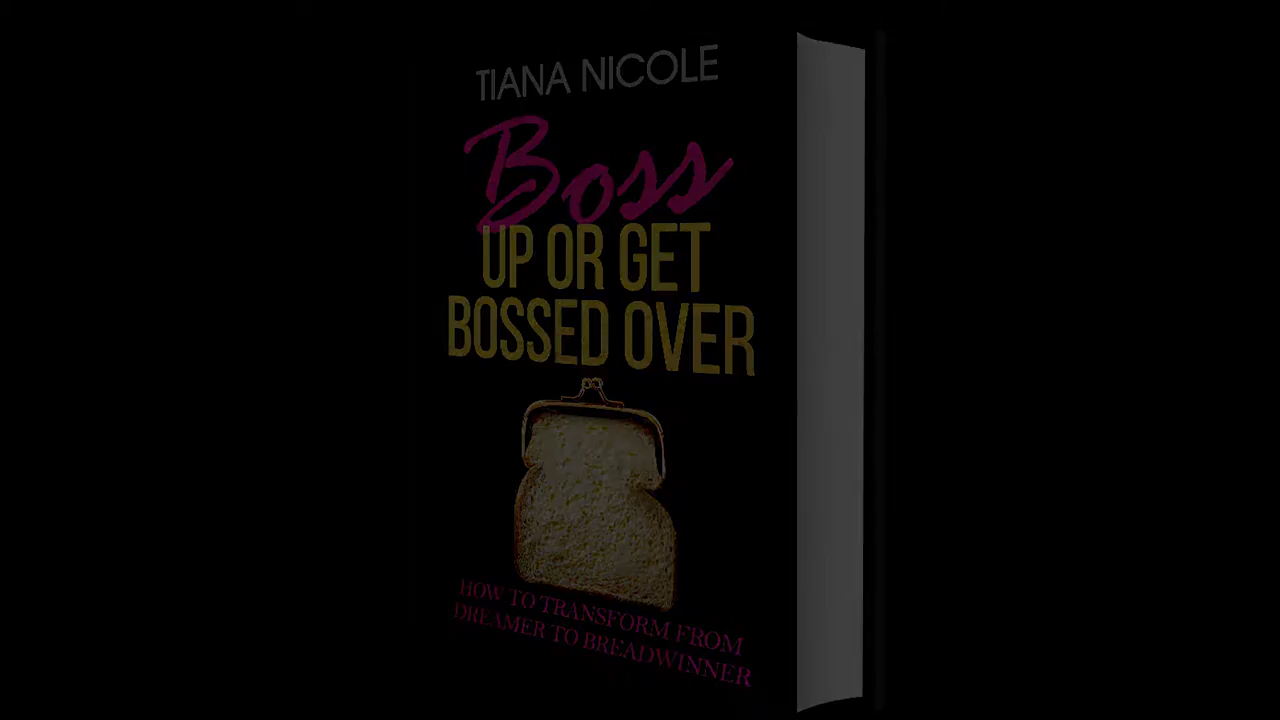 TIANA NICOLE
Boss
UP OR GET
BOSSED OVER
HOW TO TRANSFORM FROM
DREAMER TO BREADWINNER